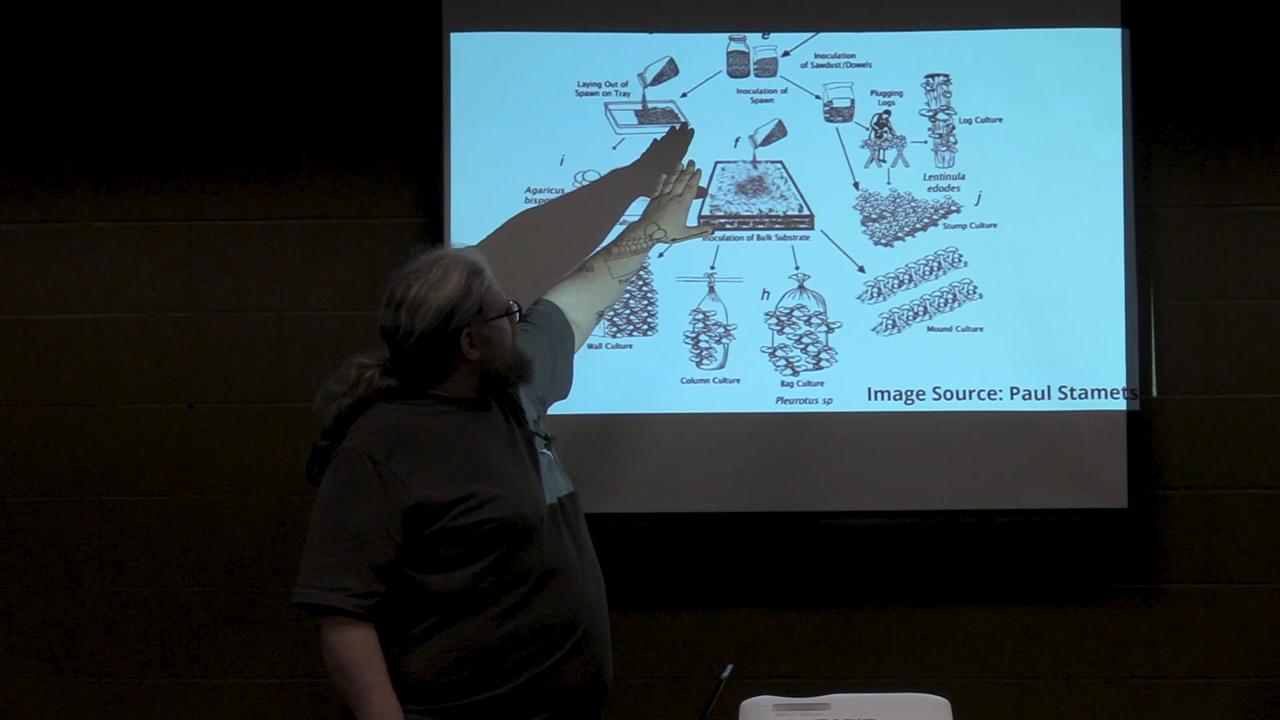 e
Inoculation
of Sawdust/Dowels
Laying Out of
Spawn on Tray
Inoculation of
Spawn
Plugging
Logs
Log Culture
f
i
Agaricus
Lentinula
edodes
j
Stump Culture
Inoculation of Bulk Substrate
h
Mound Culture
Wall Culture
Column Culture
Bag Culture
Pleurotus sp
Image Source: Paul Stamets